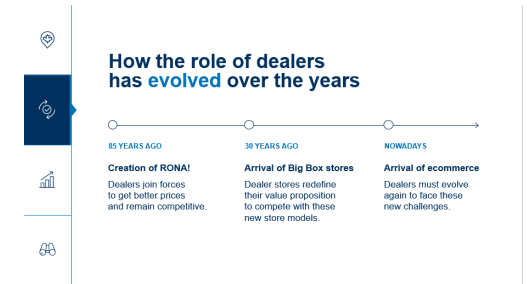 How the role of dealers
has evolved over the years
85 YEARS AGO
Creation of RONA!
Dealers join forces
to get better prices
and remain competitive.
30 YEARS AGO
Arrival of Big Box stores
Dealer stores redefine
their value proposition
to compete with these
new store models.
NOWADAYS
Arrival of ecommerce
Dealers must evolve
again to face these
new challenges.